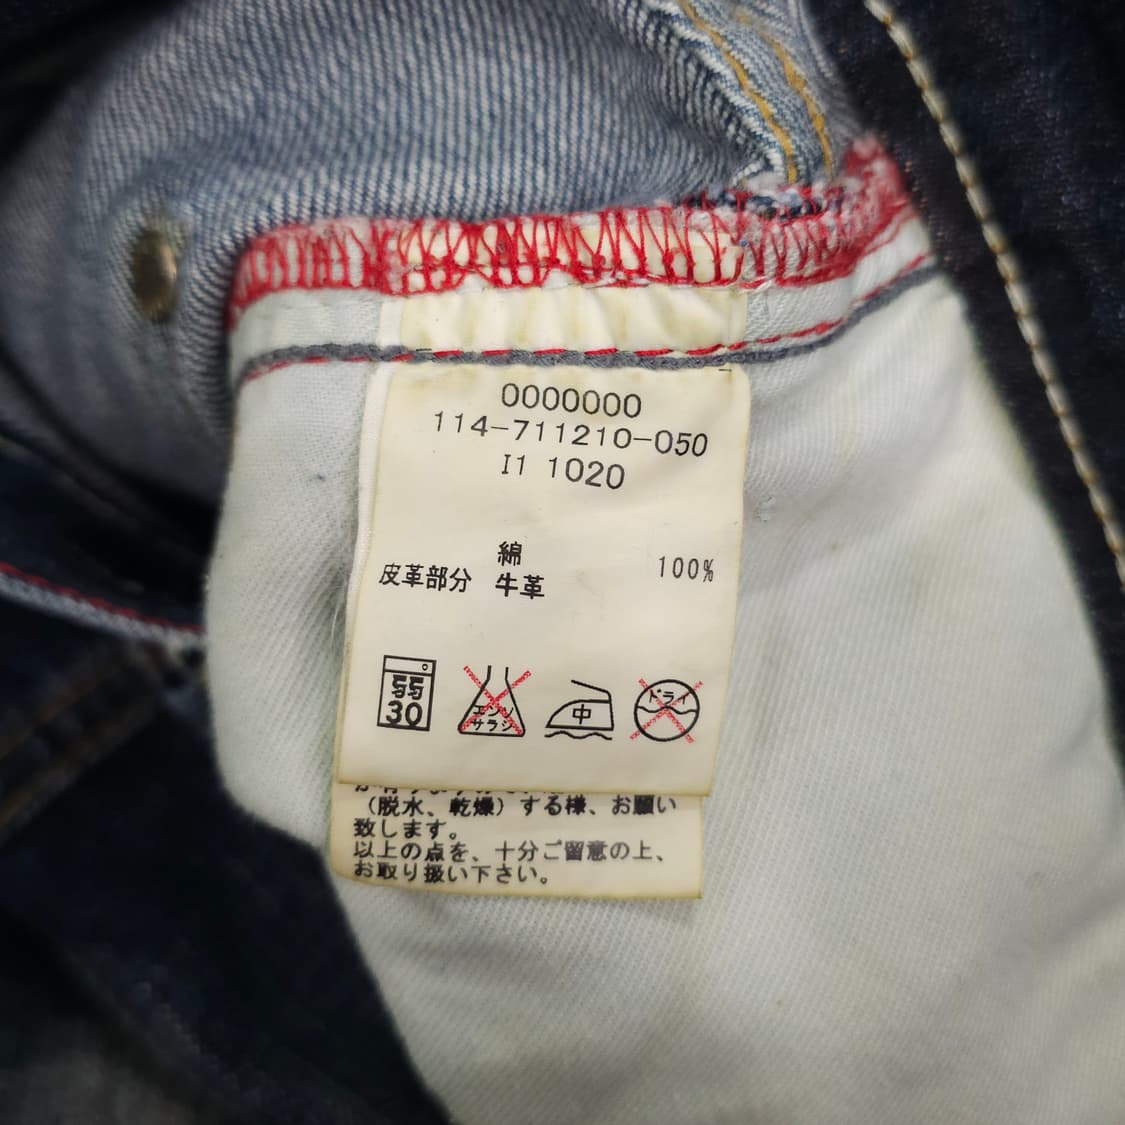 0000000
114-711210-050
I1 1020
綿 100%
皮革部分 牛革
弱
30
エンソ
サラシ
中
ドライ
（脱水、乾燥）する様、お願い
致します。
以上の点を、十分ご留意の上、
お取り扱い下さい。